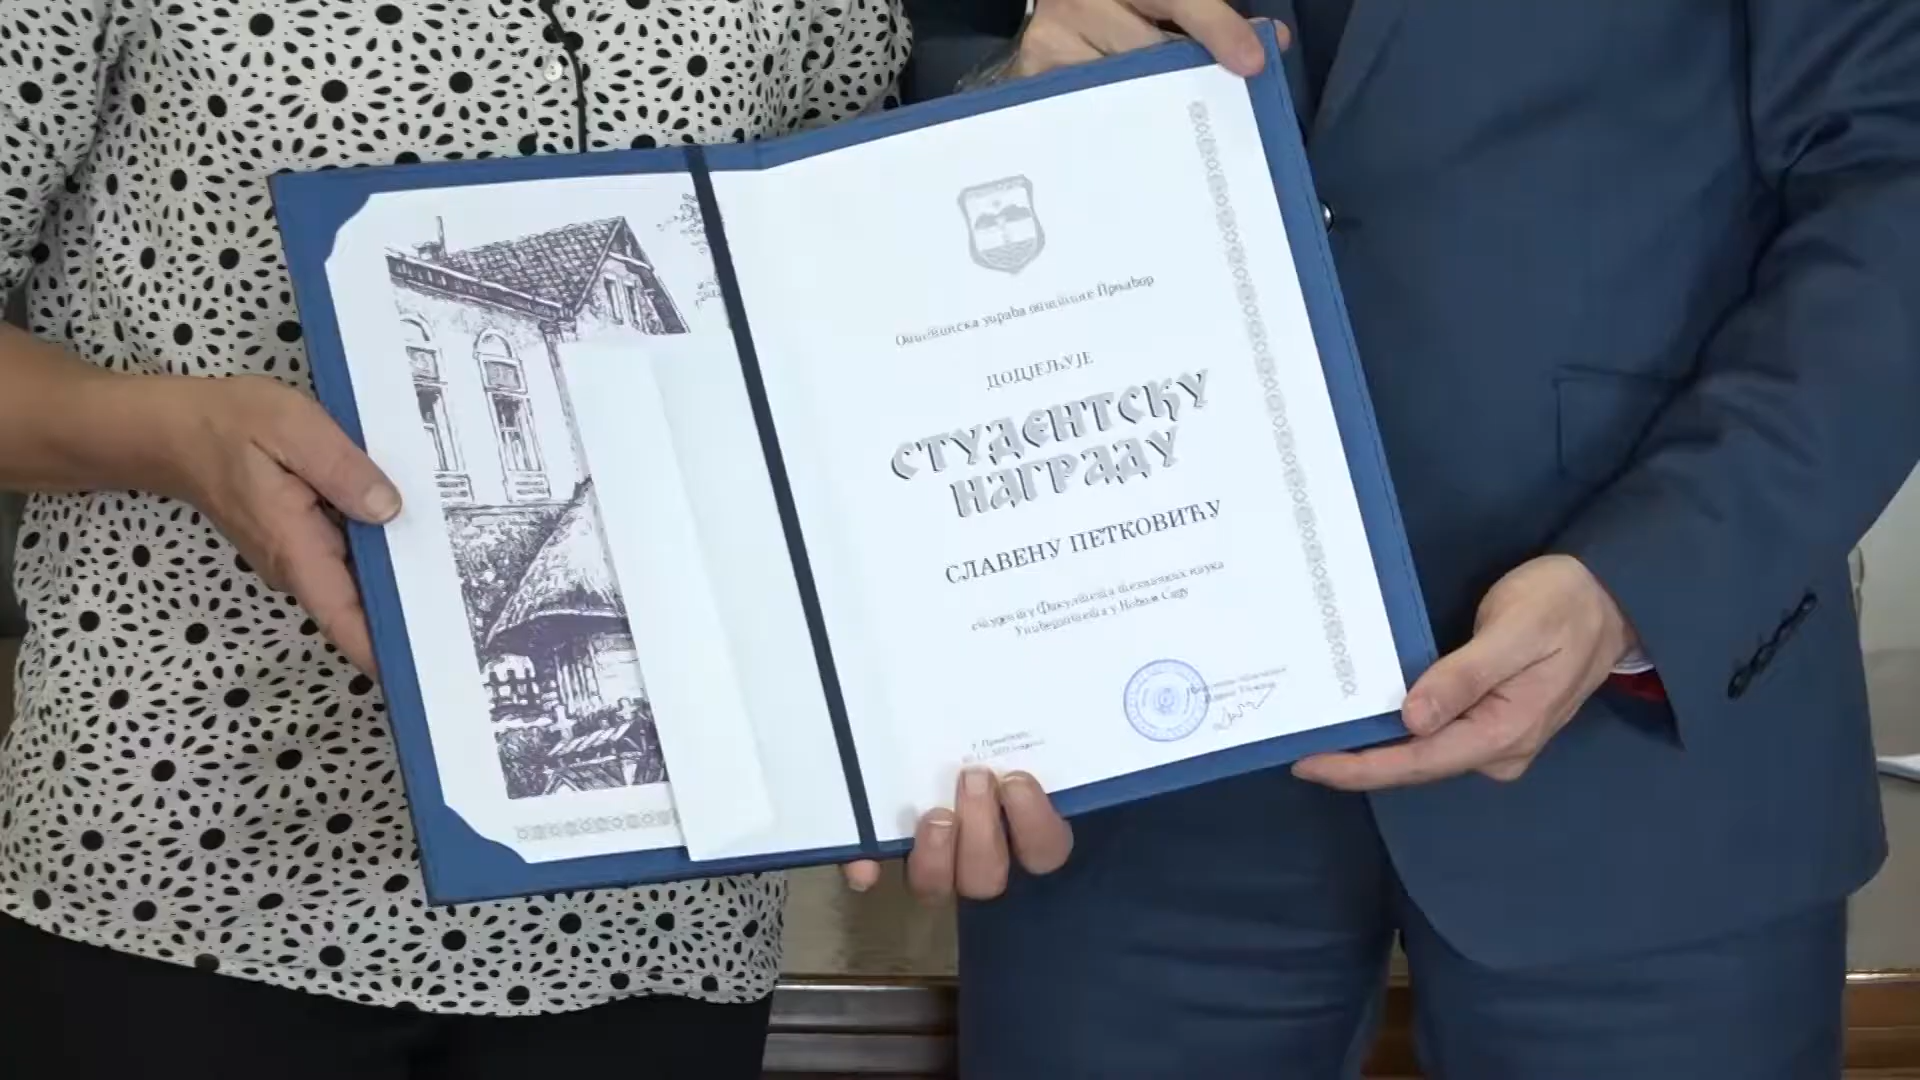 Општинска управа општине Прњавор
ДОДЈЕЉУЈЕ
СТУДЕНТСКУ
НАГРАДУ
СЛАВЕНУ ПЕТКОВИЋУ
студенту Факултета техничких наука
Универзитета у Новом Саду